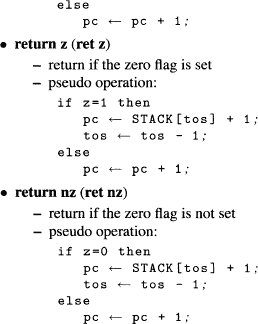 else
pc ← pc + 1;
• return z (ret z)
– return if the zero flag is set
– pseudo operation:
if z=1 then
pc ← STACK[tos] + 1;
tos ← tos - 1;
else
pc ← pc + 1;
• return nz (ret nz)
– return if the zero flag is not set
– pseudo operation:
if z=0 then
pc ← STACK[tos] + 1;
tos ← tos - 1;
else
pc ← pc + 1;